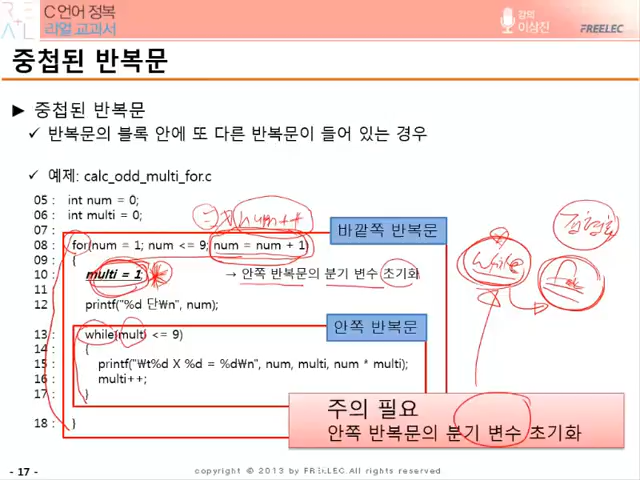 C 언어 정복
리얼 교과서
강의
이상진
FREELEC
중첩된 반복문
► 중첩된 반복문
✓ 반복문의 블록 안에 또 다른 반복문이 들어 있는 경우
✓ 예제: calc_odd_multi_for.c
05 : int num = 0;
06 : int multi = 0;
num++
07 :
바깥쪽 반복문
08 : for(num = 1; num <= 9; num = num + 1)
09 : {
10 : multi = 1; → 안쪽 반복문의 분기 변수 초기화
while
for
11 :
12 : printf("%d 단\n", num);
안쪽 반복문
13 : while(multi <= 9)
14 : {
15 : printf("\t%d X %d = %d\n", num, multi, num * multi);
16 : multi++;
17 : }
18 : }
주의 필요
안쪽 반복문의 분기 변수 초기화
- 17 -
copyright © 2013 by FREELEC. All rights reserved.